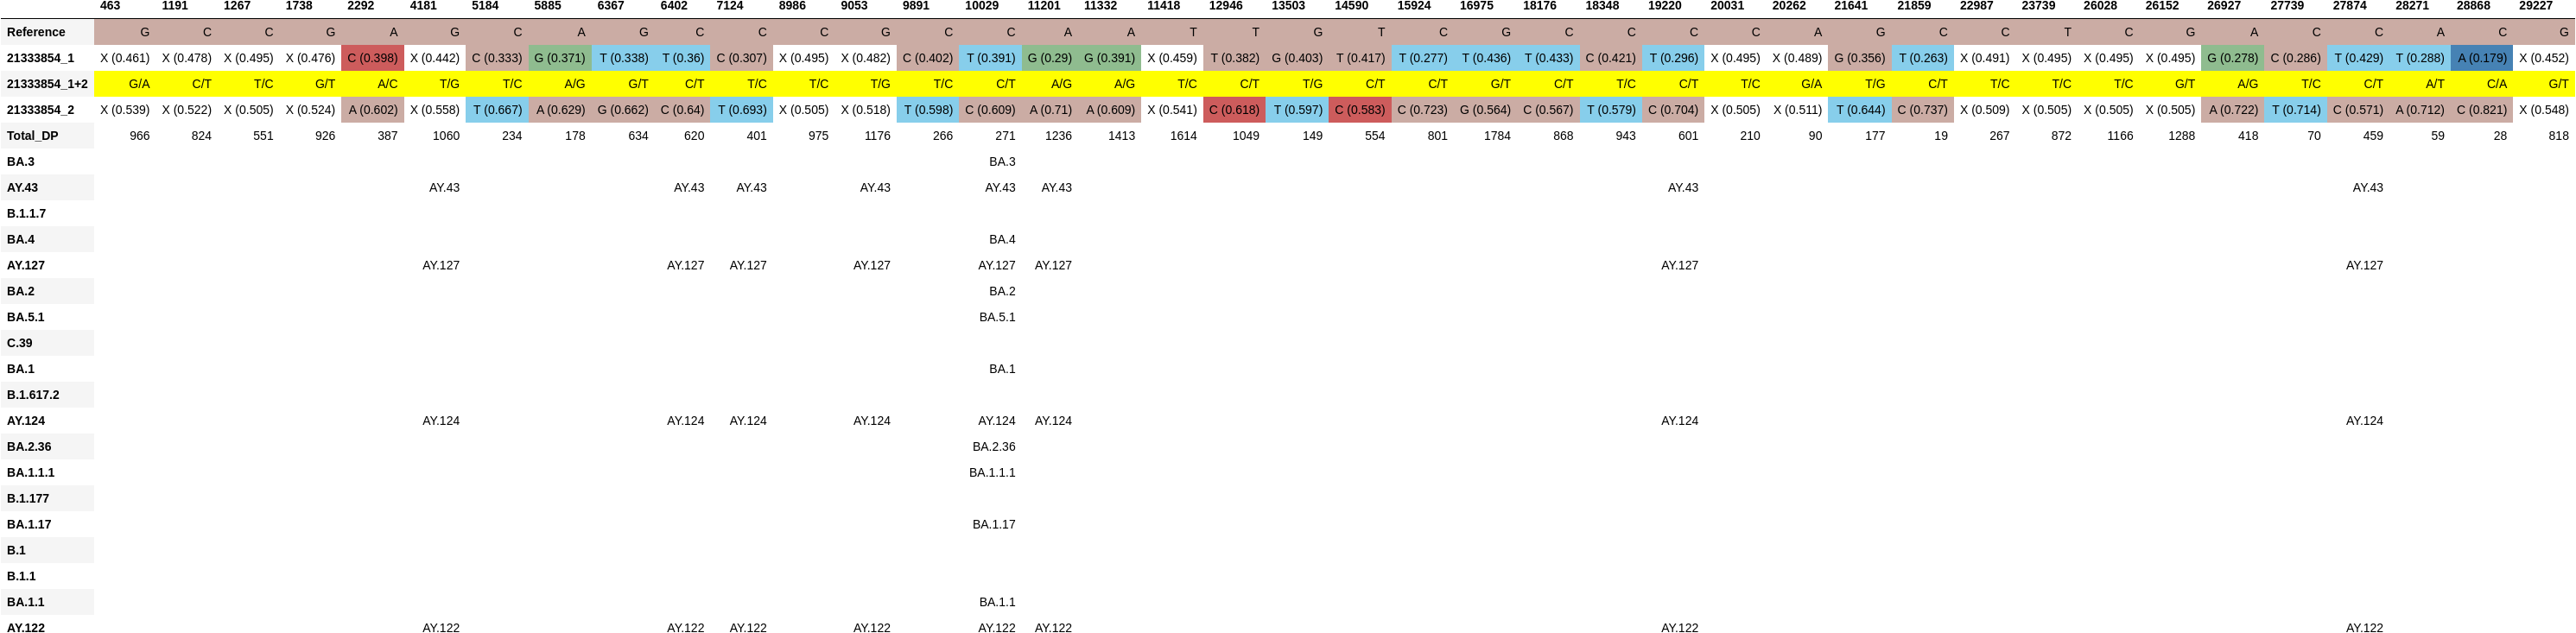 463 1191 1267 1738 2292 4181 5184 5885 6367 6402 7124 8986 9053 9891 10029 11201 11332 11418 12946 13503 14590 15924 16975 18176 18348 19220 20031 20262 21641 21859 22987 23739 26028 26152 26927 27739 27874 28271 28868 29227
Reference G C C G A G C A G C C C G C C A A T T G T C G C C C C A G C C T C G A C C A C G
21333854_1 X (0.461) X (0.478) X (0.495) X (0.476) C (0.398) X (0.442) C (0.333) G (0.371) T (0.338) T (0.36) C (0.307) X (0.495) X (0.482) C (0.402) T (0.391) G (0.29) G (0.391) X (0.459) T (0.382) G (0.403) T (0.417) T (0.277) T (0.436) T (0.433) C (0.421) T (0.296) X (0.495) X (0.489) G (0.356) T (0.263) X (0.491) X (0.495) X (0.495) X (0.495) G (0.278) C (0.286) T (0.429) T (0.288) A (0.179) X (0.452)
21333854_1+2 G/A C/T T/C G/T A/C T/G T/C A/G G/T C/T T/C T/C T/G T/C C/T A/G A/G T/C C/T T/G C/T C/T G/T C/T T/C C/T T/C G/A T/G C/T T/C T/C T/C G/T A/G T/C C/T A/T C/A G/T
21333854_2 X (0.539) X (0.522) X (0.505) X (0.524) A (0.602) X (0.558) T (0.667) A (0.629) G (0.662) C (0.64) T (0.693) X (0.505) X (0.518) T (0.598) C (0.609) A (0.71) A (0.609) X (0.541) C (0.618) T (0.597) C (0.583) C (0.723) G (0.564) C (0.567) T (0.579) C (0.704) X (0.505) X (0.511) T (0.644) C (0.737) X (0.509) X (0.505) X (0.505) X (0.505) A (0.722) T (0.714) C (0.571) A (0.712) C (0.821) X (0.548)
Total_DP 966 824 551 926 387 1060 234 178 634 620 401 975 1176 266 271 1236 1413 1614 1049 149 554 801 1784 868 943 601 210 90 177 19 267 872 1166 1288 418 70 459 59 28 818
BA.3 BA.3
AY.43 AY.43 AY.43 AY.43 AY.43 AY.43 AY.43 AY.43 AY.43
B.1.1.7
BA.4 BA.4
AY.127 AY.127 AY.127 AY.127 AY.127 AY.127 AY.127 AY.127 AY.127
BA.2 BA.2
BA.5.1 BA.5.1
C.39
BA.1 BA.1
B.1.617.2
AY.124 AY.124 AY.124 AY.124 AY.124 AY.124 AY.124 AY.124 AY.124
BA.2.36 BA.2.36
BA.1.1.1 BA.1.1.1
B.1.177
BA.1.17 BA.1.17
B.1
B.1.1
BA.1.1 BA.1.1
AY.122 AY.122 AY.122 AY.122 AY.122 AY.122 AY.122 AY.122 AY.122